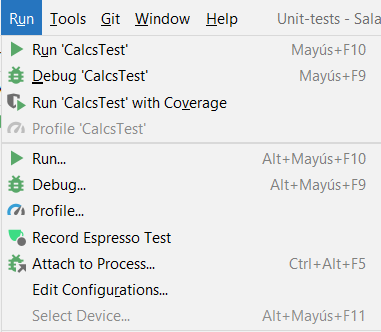 Run Tools Git Window Help Unit-tests - Sala
Run 'CalcsTest' Mayús+F10
Debug 'CalcsTest' Mayús+F9
Run 'CalcsTest' with Coverage
Profile 'CalcsTest'
Run... Alt+Mayús+F10
Debug... Alt+Mayús+F9
Profile...
Record Espresso Test
Attach to Process... Ctrl+Alt+F5
Edit Configurations...
Select Device... Alt+Mayús+F11